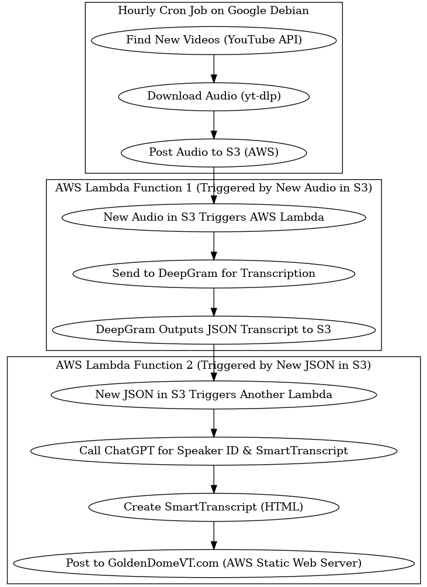 Hourly Cron Job on Google Debian
Find New Videos (YouTube API)
Download Audio (yt-dlp)
Post Audio to S3 (AWS)
AWS Lambda Function 1 (Triggered by New Audio in S3)
New Audio in S3 Triggers AWS Lambda
Send to DeepGram for Transcription
DeepGram Outputs JSON Transcript to S3
AWS Lambda Function 2 (Triggered by New JSON in S3)
New JSON in S3 Triggers Another Lambda
Call ChatGPT for Speaker ID & SmartTranscript
Create SmartTranscript (HTML)
Post to GoldenDomeVT.com (AWS Static Web Server)